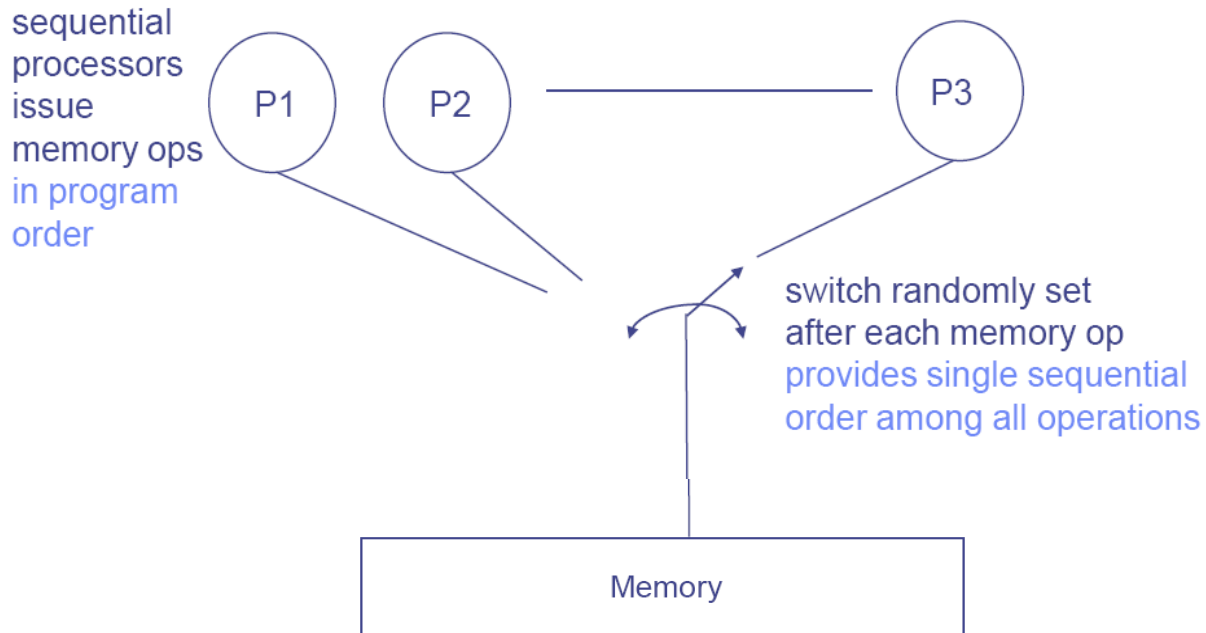 sequential
processors
issue
memory ops
in program
order
P1
P2
P3
switch randomly set
after each memory op
provides single sequential
order among all operations
Memory